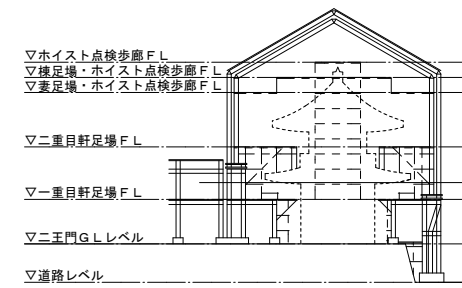 ▽ホイスト点検歩廊ＦＬ
▽棟足場・ホイスト点検歩廊ＦＬ
▽妻足場・ホイスト点検歩廊ＦＬ
▽二重目軒足場ＦＬ
▽一重目軒足場ＦＬ
▽二王門ＧＬレベル
▽道路レベル